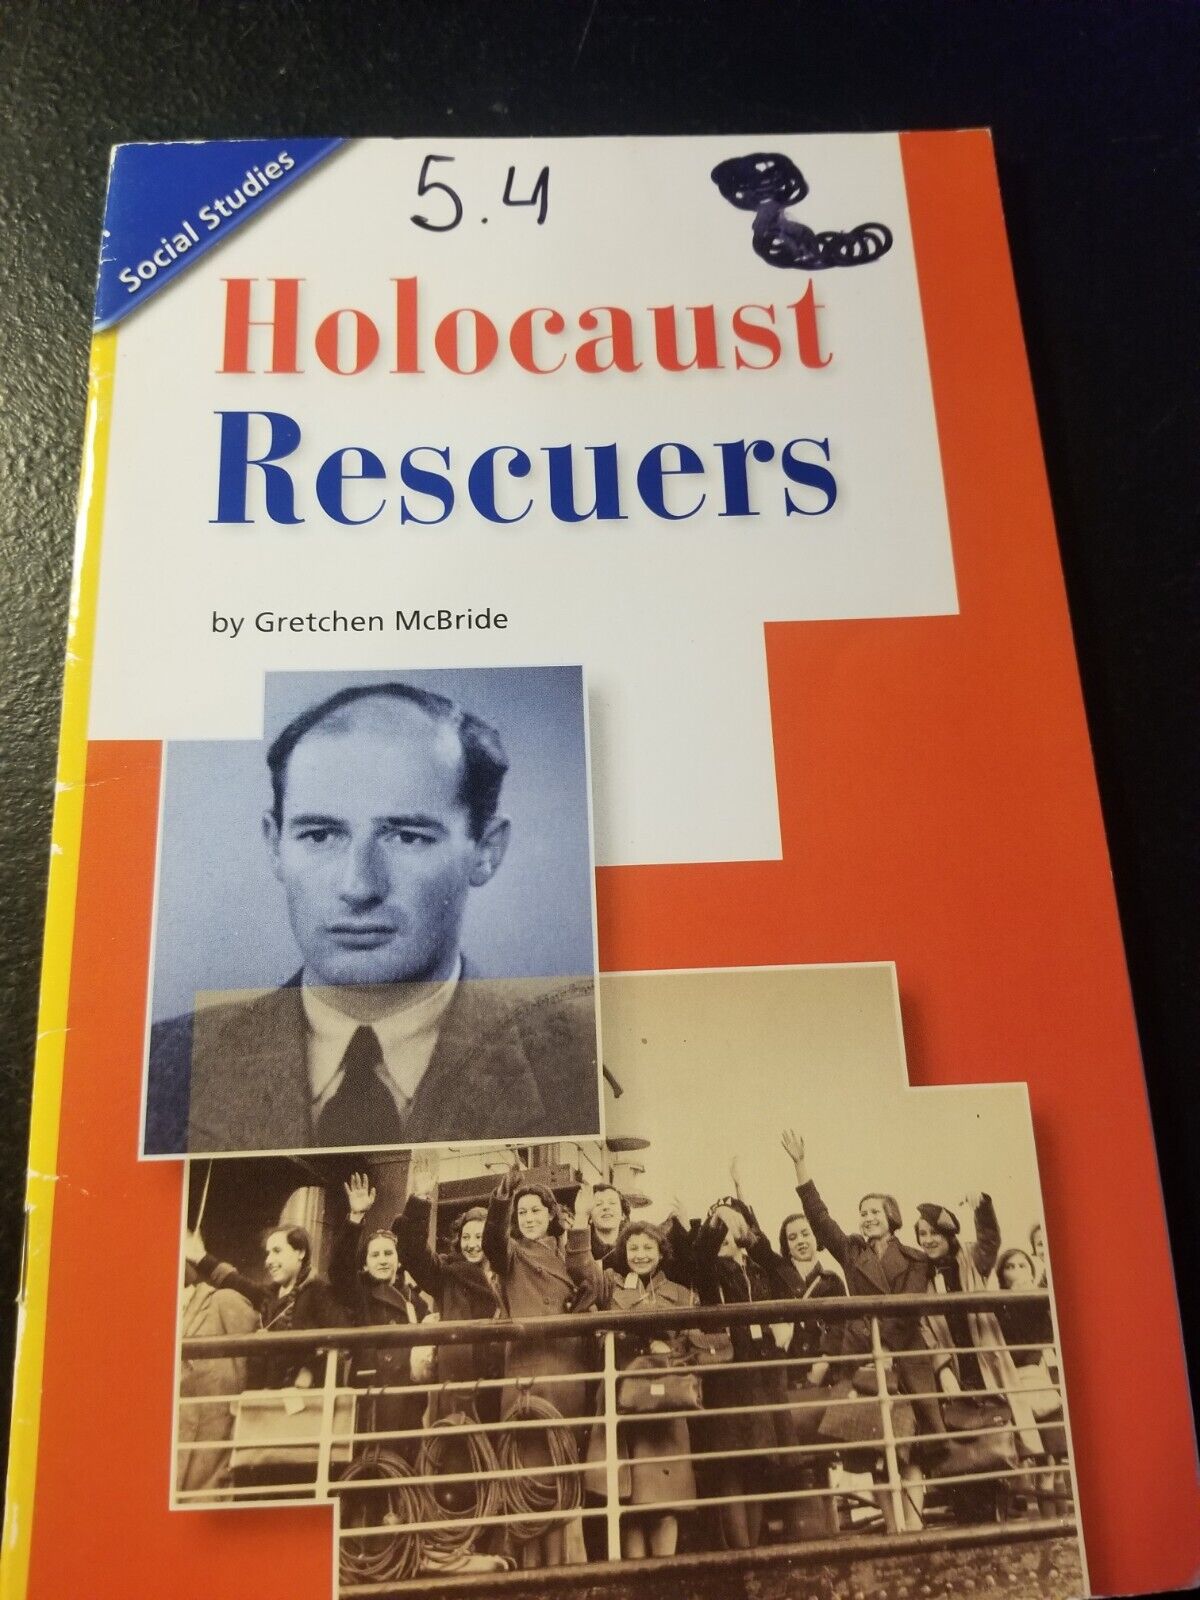 Social Studies
5.4
Holocaust
Rescuers
by Gretchen McBride